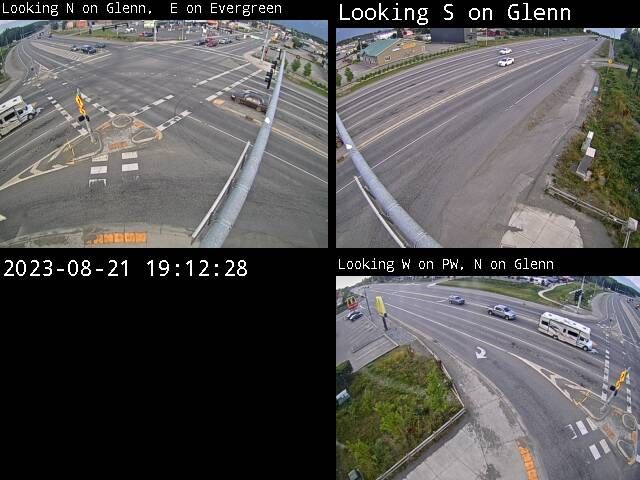 Looking N on Glenn,  E on Evergreen
Looking S on Glenn
2023-08-21 19:12:28
Looking W on PW, N on Glenn